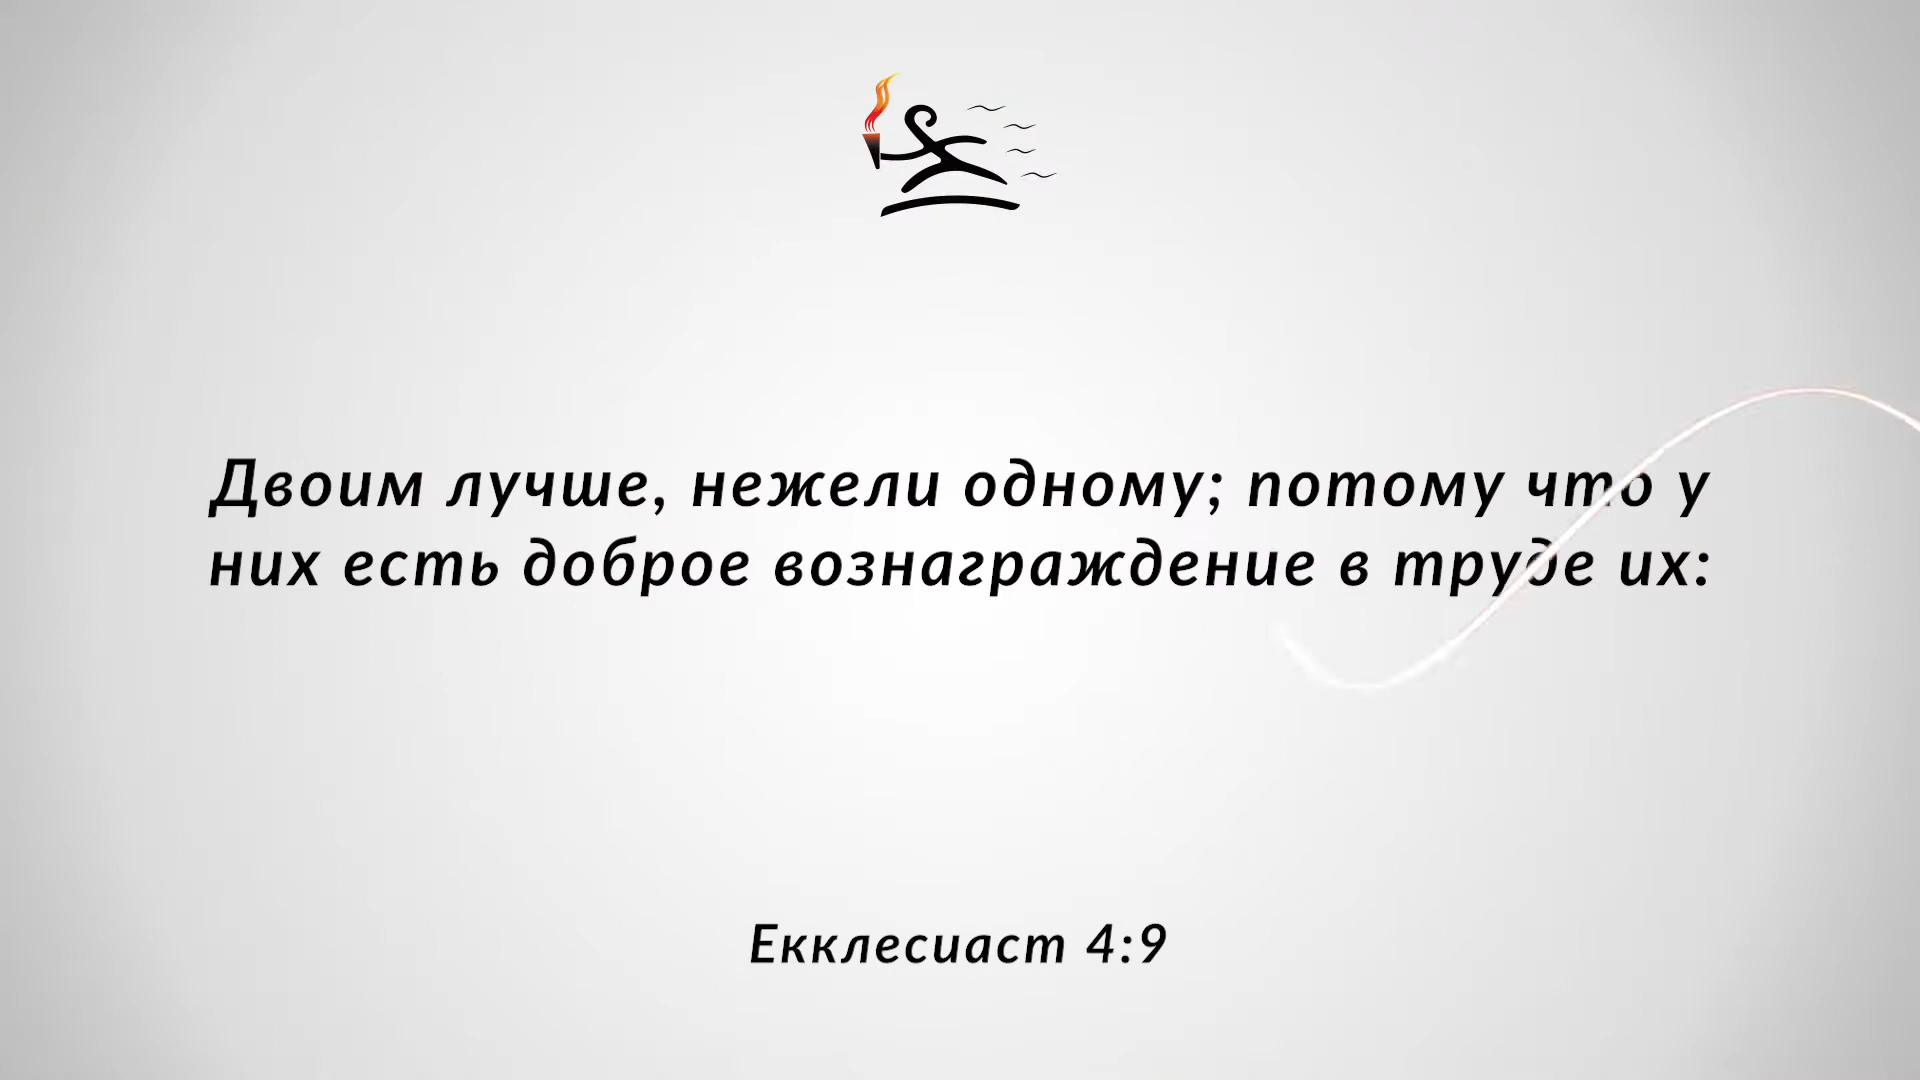 Двоим лучше, нежели одному; потому что у
них есть доброе вознаграждение в труде их:
Екклесиаст 4:9